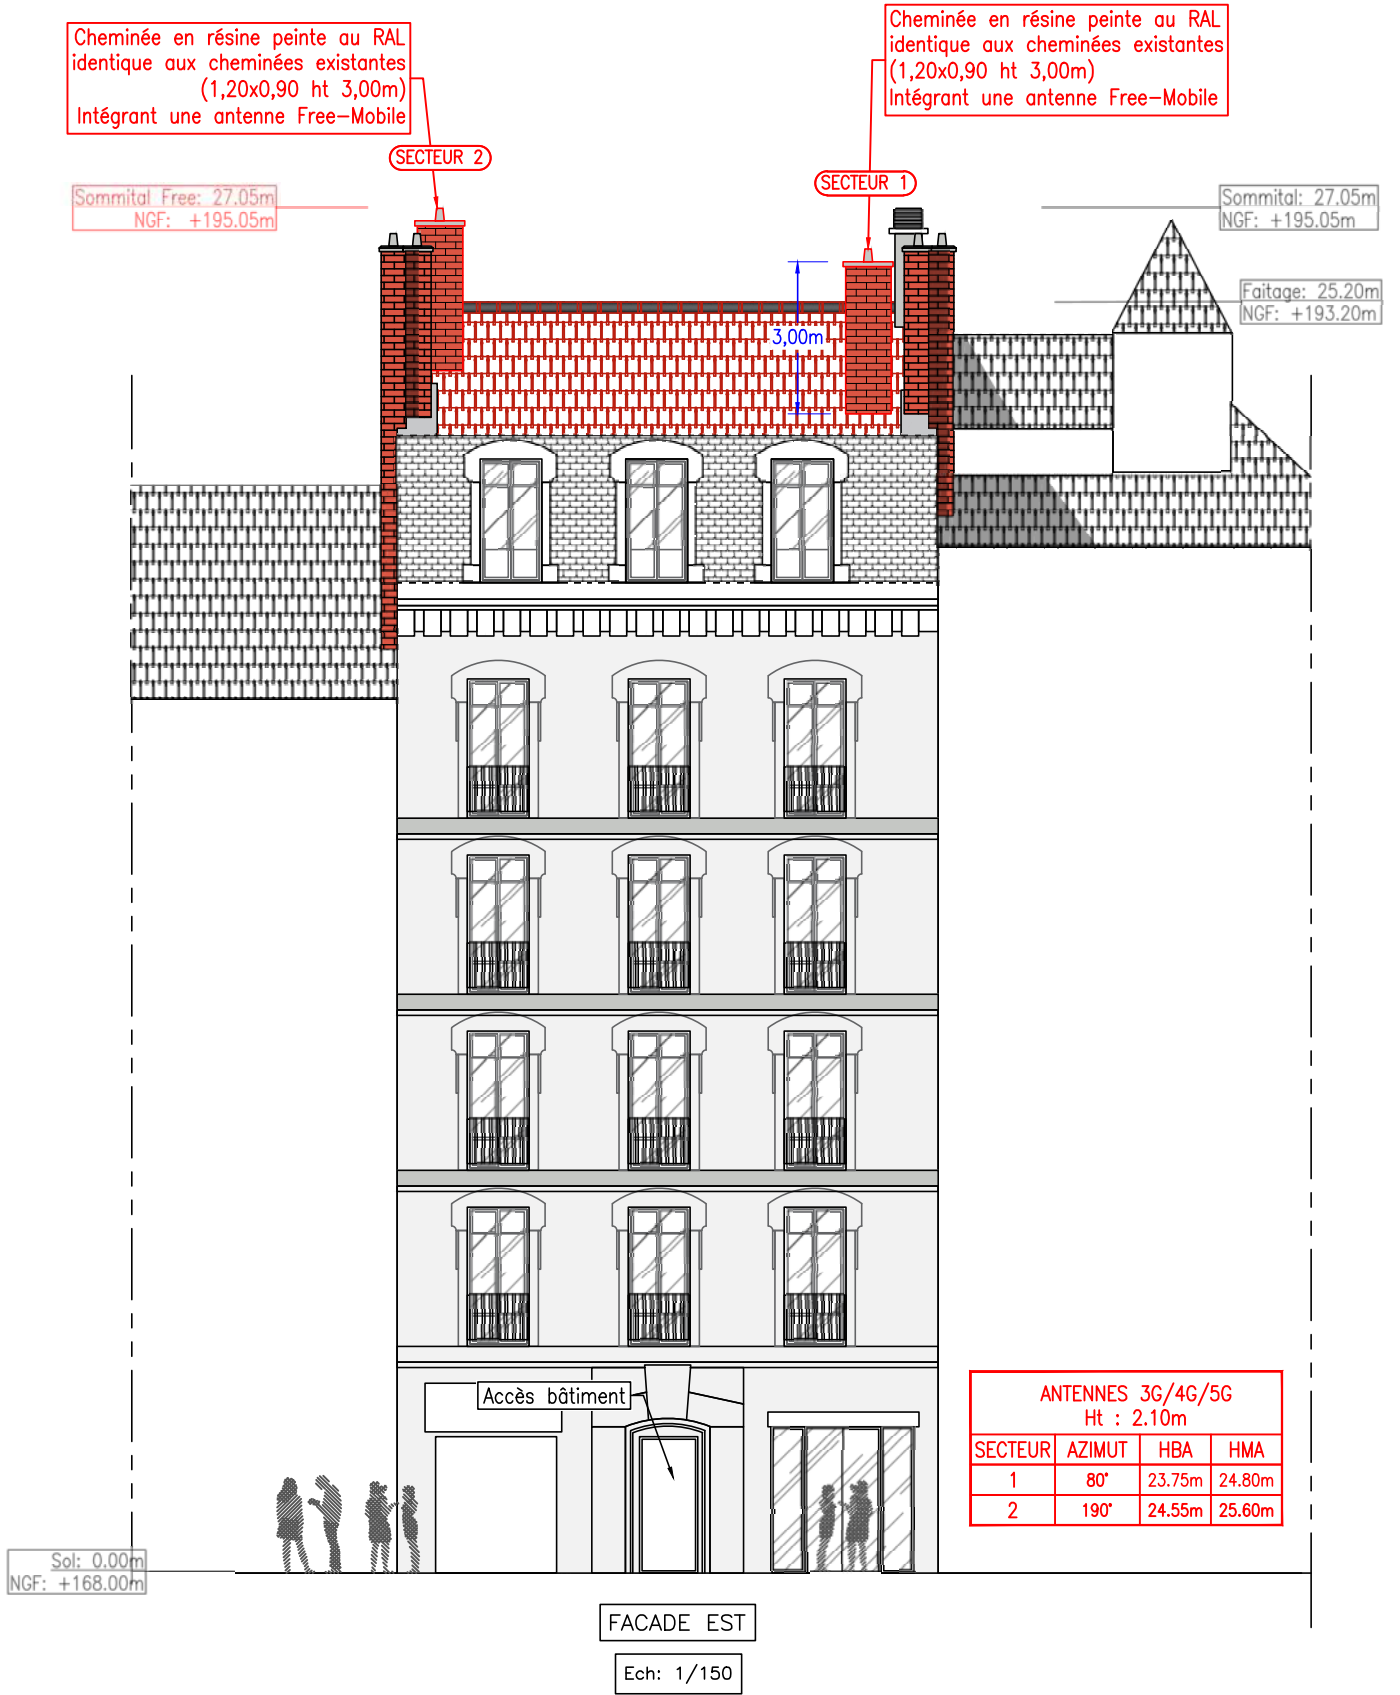 Cheminée en résine peinte au RAL
identique aux cheminées existantes
(1,20x0,90 ht 3,00m)
Intégrant une antenne Free-Mobile
Cheminée en résine peinte au RAL
identique aux cheminées existantes
(1,20x0,90 ht 3,00m)
Intégrant une antenne Free-Mobile
SECTEUR 2
SECTEUR 1
Sommital Free: 27.05m
NGF: +195.05m
Sommital: 27.05m
NGF: +195.05m
Faitage: 25.20m
NGF: +193.20m
3,00m
Accès bâtiment
ANTENNES 3G/4G/5G
Ht : 2.10m
SECTEUR AZIMUT HBA HMA
1 80° 23.75m 24.80m
2 190° 24.55m 25.60m
Sol: 0.00m
NGF: +168.00m
FACADE EST
Ech: 1/150